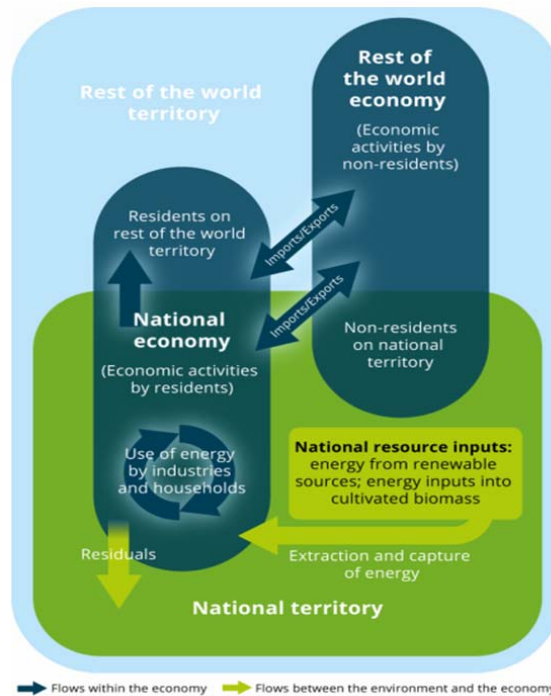 Rest of the world
territory
Rest of
the world
economy
(Economic
activities by
non-residents)
Residents on
rest of the world
territory
Imports/Exports
Imports/Exports
National
economy
(Economic activities
by residents)
Non-residents
on national
territory
Use of energy
by industries
and households
National resource inputs:
energy from renewable
sources; energy inputs into
cultivated biomass
Residuals
Extraction and capture
of energy
National territory
Flows within the economy
Flows between the environment and the economy